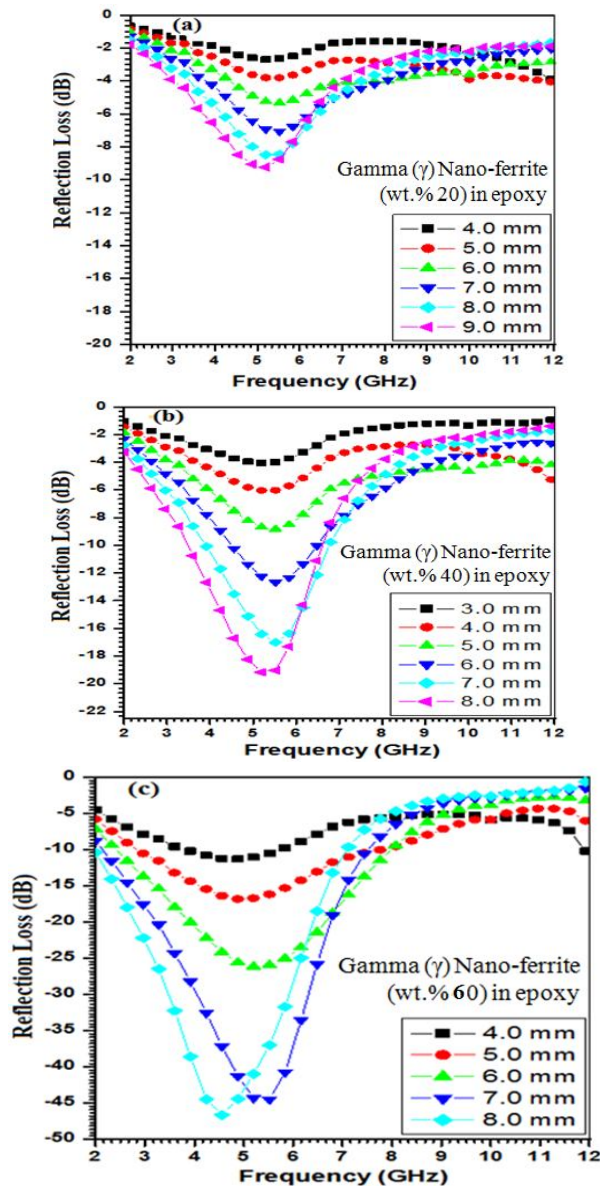 (a)
0
-2
-4
-6
-8
-10
-12
-14
-16
-18
-20
Reflection Loss (dB)
Gamma (γ) Nano-ferrite
(wt.% 20) in epoxy
4.0 mm
5.0 mm
6.0 mm
7.0 mm
8.0 mm
9.0 mm
2 3 4 5 6 7 8 9 10 11 12
Frequency (GHz)
(b)
0
-2
-4
-6
-8
-10
-12
-14
-16
-18
-20
-22
Reflection Loss (dB)
Gamma (γ) Nano-ferrite
(wt.% 40) in epoxy
3.0 mm
4.0 mm
5.0 mm
6.0 mm
7.0 mm
8.0 mm
2 3 4 5 6 7 8 9 10 11 12
Frequency (GHz)
(c)
0
-5
-10
-15
-20
-25
-30
-35
-40
-45
-50
Reflection Loss (dB)
Gamma (γ) Nano-ferrite
(wt.% 60) in epoxy
4.0 mm
5.0 mm
6.0 mm
7.0 mm
8.0 mm
2 3 4 5 6 7 8 9 10 11 12
Frequency (GHz)